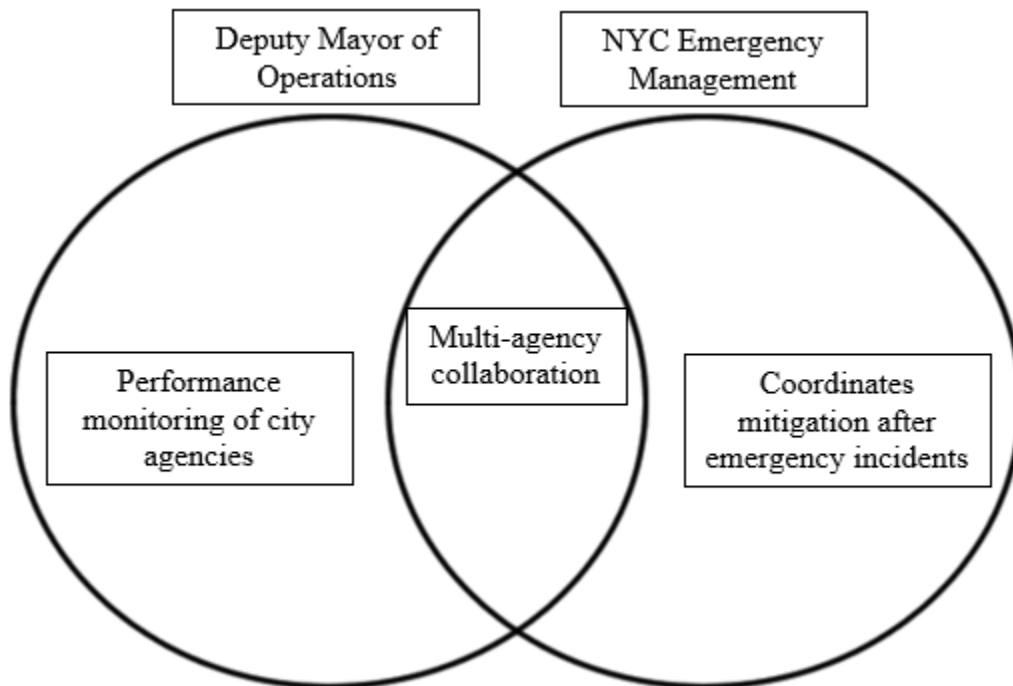 Deputy Mayor of
Operations
NYC Emergency
Management
Performance
monitoring of city
agencies
Multi-agency
collaboration
Coordinates
mitigation after
emergency incidents